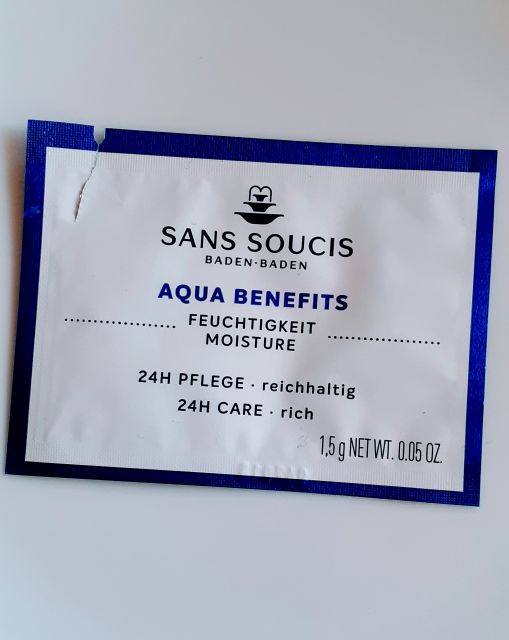 SANS SOUCIS
BADEN·BADEN
AQUA BENEFITS
FEUCHTIGKEIT
MOISTURE
24H PFLEGE · reichhaltig
24H CARE · rich
1,5 g NET WT. 0.05 OZ.